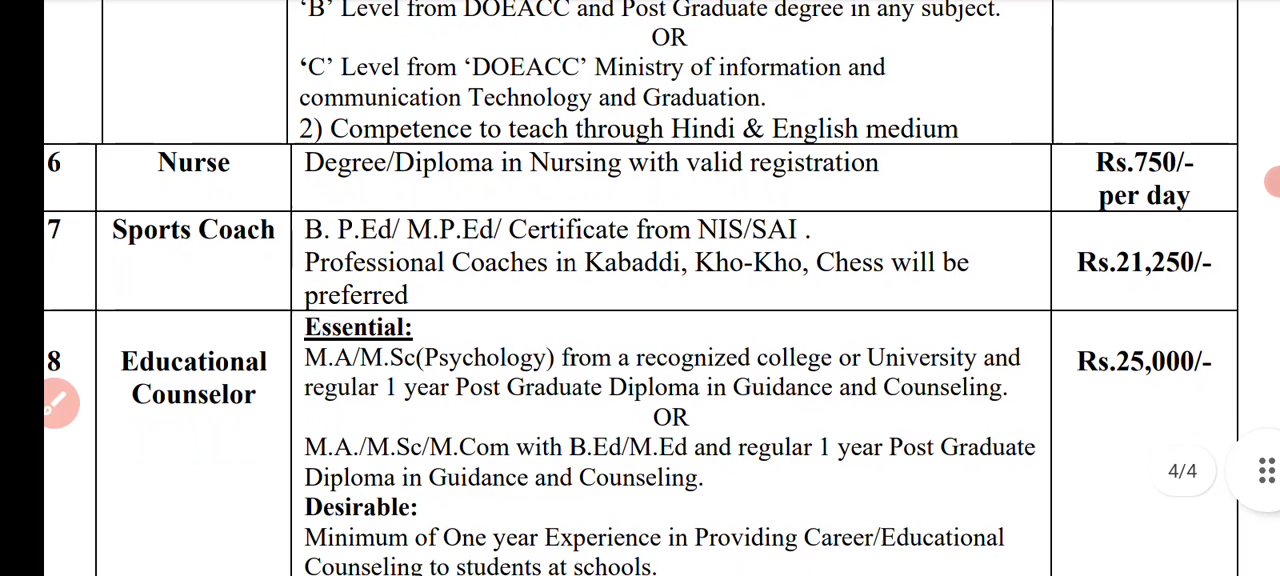 ‘B’ Level from DOEACC and Post Graduate degree in any subject.
OR
‘C’ Level from ‘DOEACC’ Ministry of information and
communication Technology and Graduation.
2) Competence to teach through Hindi & English medium
6 Nurse Degree/Diploma in Nursing with valid registration Rs.750/-
per day
7 Sports Coach B. P.Ed/ M.P.Ed/ Certificate from NIS/SAI .
Professional Coaches in Kabaddi, Kho-Kho, Chess will be Rs.21,250/-
preferred
Essential:
8 Educational M.A/M.Sc(Psychology) from a recognized college or University and Rs.25,000/-
Counselor regular 1 year Post Graduate Diploma in Guidance and Counseling.
OR
M.A./M.Sc/M.Com with B.Ed/M.Ed and regular 1 year Post Graduate
Diploma in Guidance and Counseling.
4/4
Desirable:
Minimum of One year Experience in Providing Career/Educational
Counseling to students at schools.